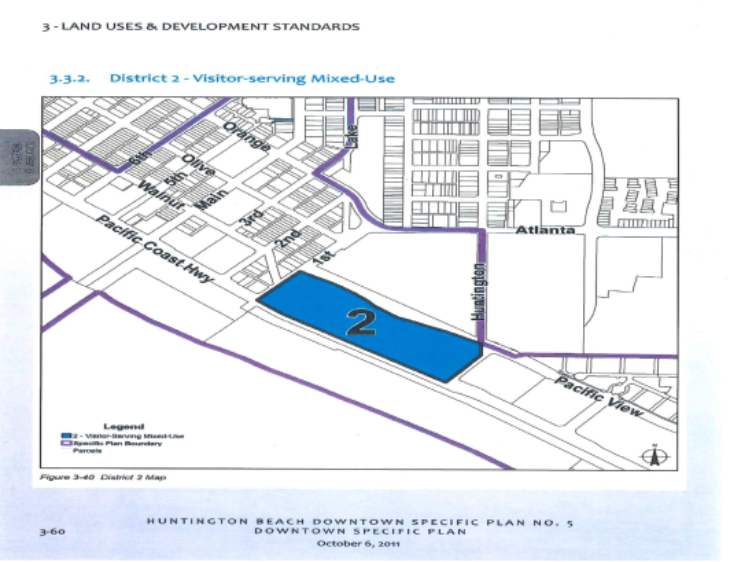 3 - LAND USES & DEVELOPMENT STANDARDS
3.3.2. District 2 - Visitor-serving Mixed-Use
Orange
Lake
6th
Olive
5th
Walnut
Main
3rd
2nd
1st
Pacific Coast Hwy
Atlanta
Huntington
2
Pacific View
Legend
2 - Visitor-Serving Mixed-Use
Specific Plan Boundary
Parcels
N
Figure 3-40 District 2 Map
HUNTINGTON BEACH DOWNTOWN SPECIFIC PLAN NO. 5
3-60 DOWNTOWN SPECIFIC PLAN
October 6, 2011